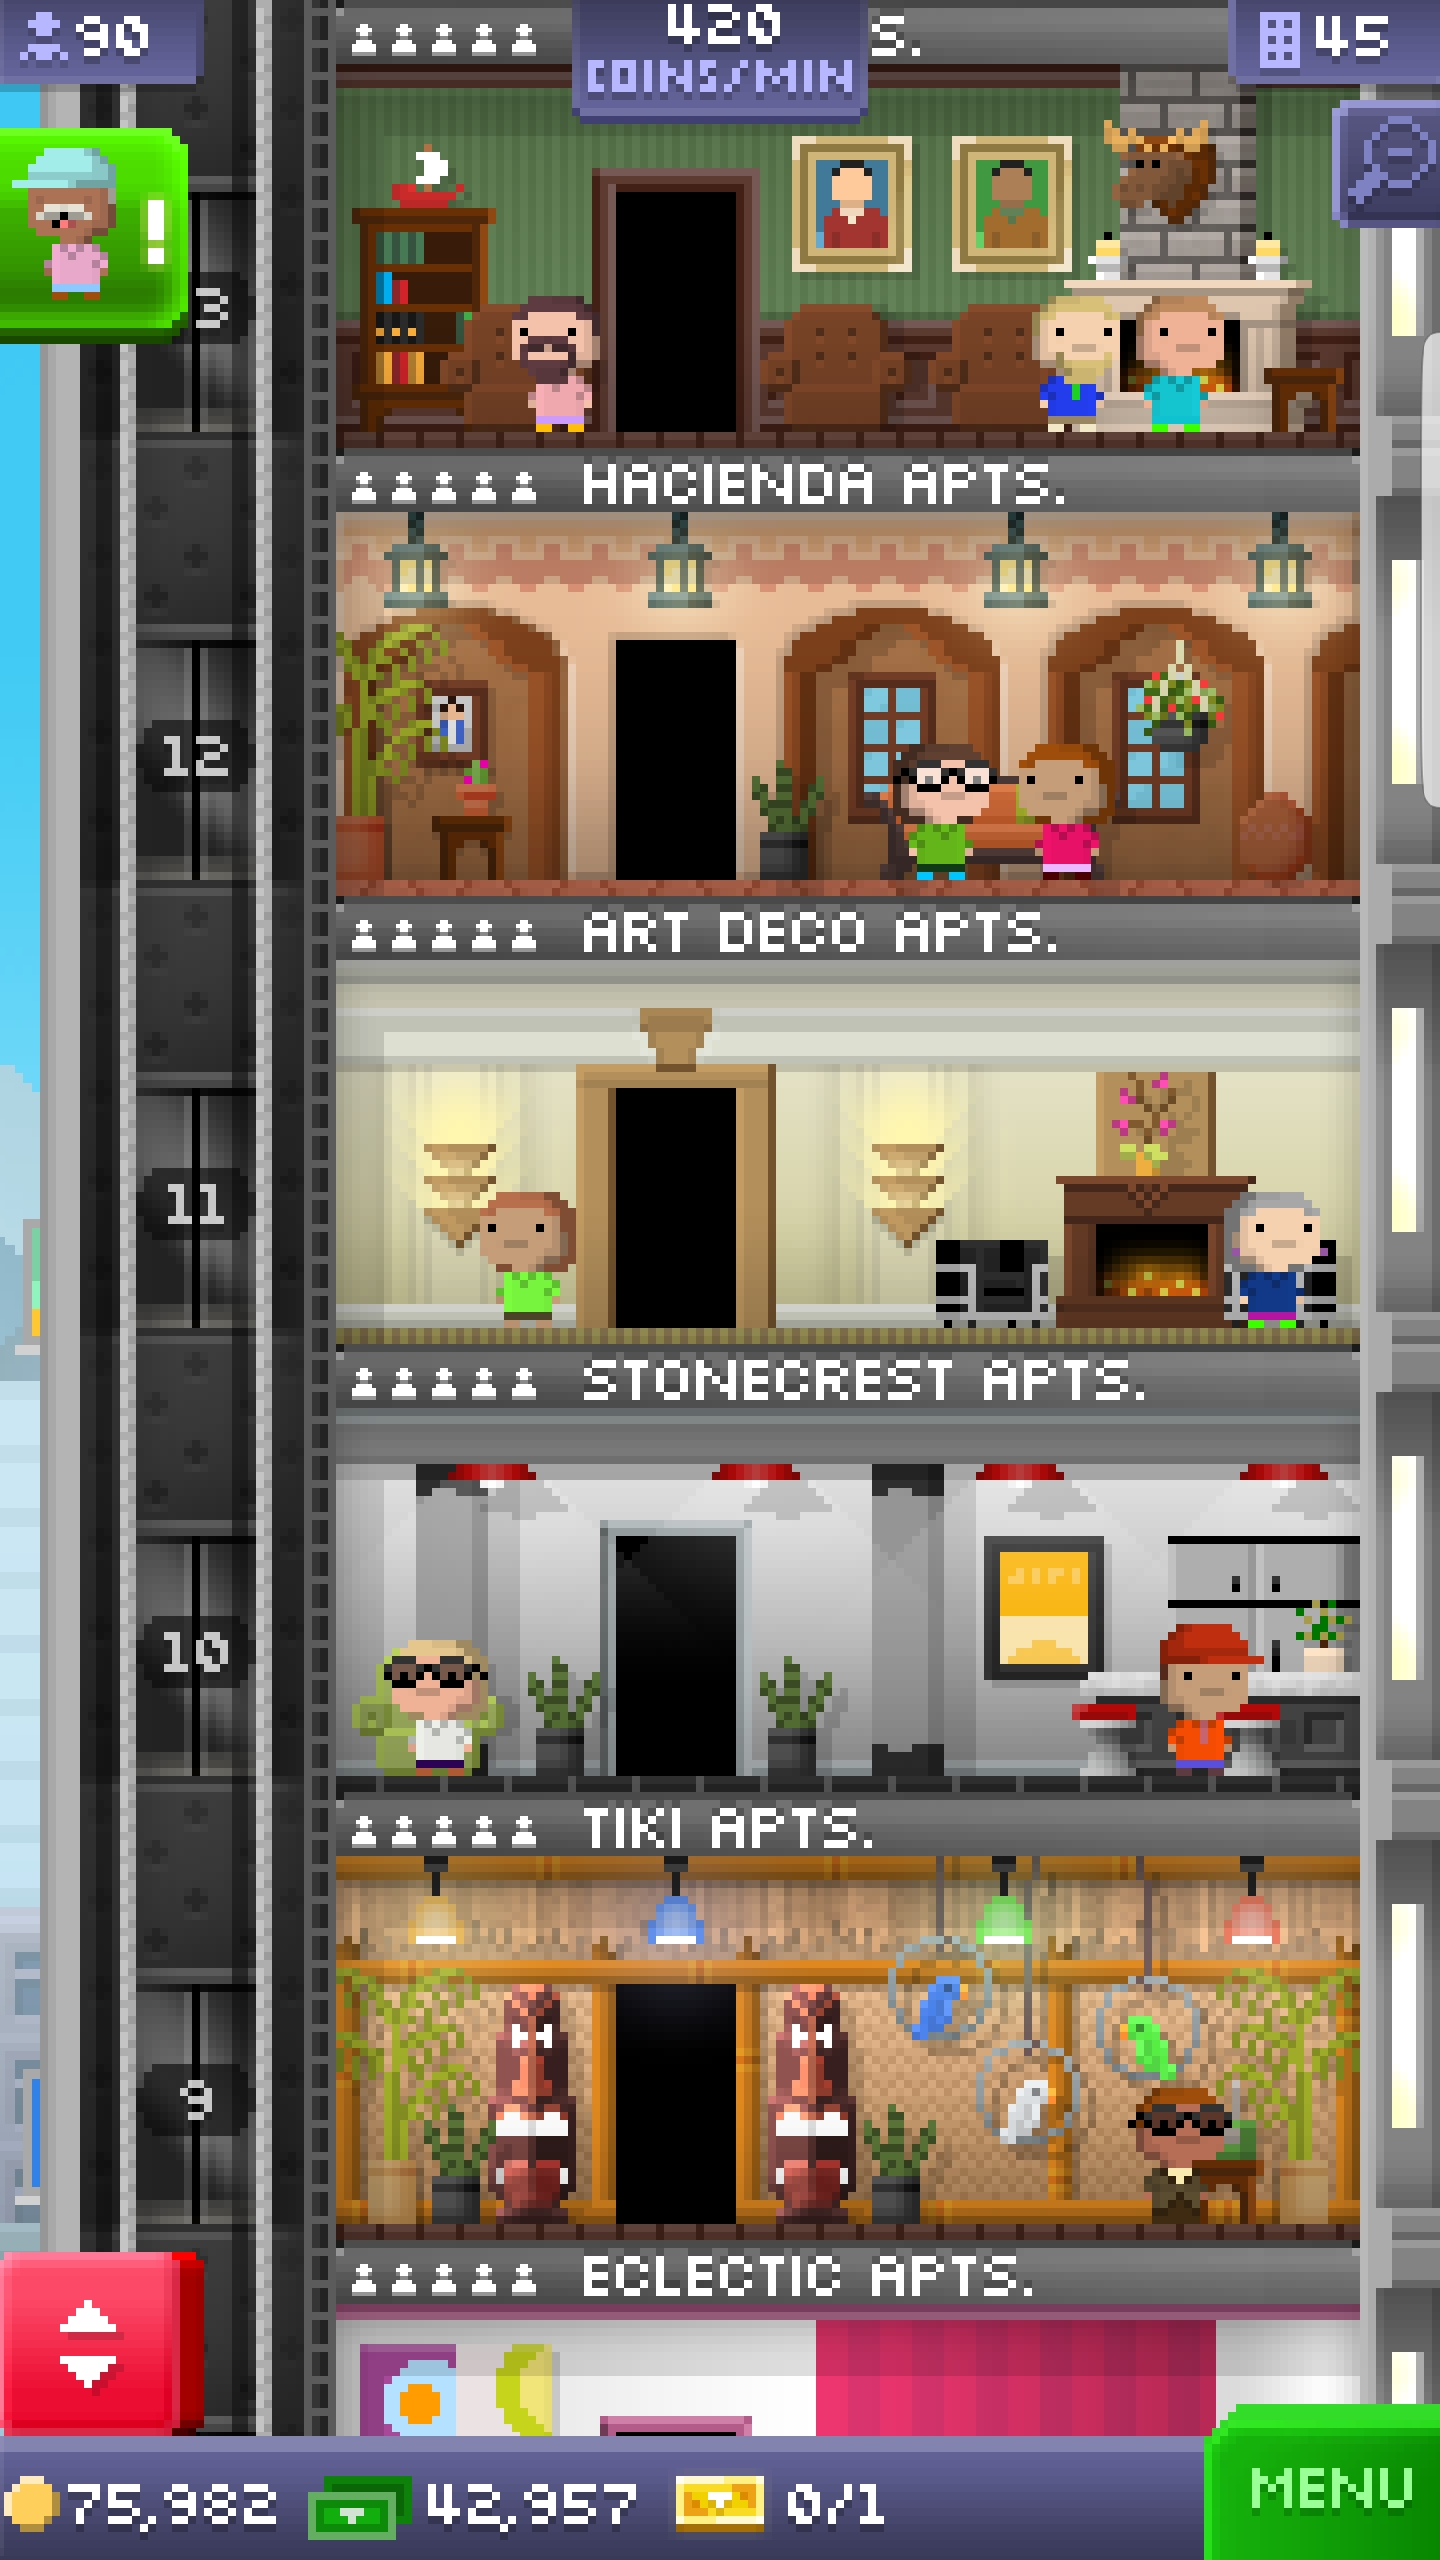 90
420
S.
45
COINS/MIN
!
3
HACIENDA APTS.
12
ART DECO APTS.
11
STONECREST APTS.
10
TIKI APTS.
9
ECLECTIC APTS.
75,982
42,957
0/1
MENU